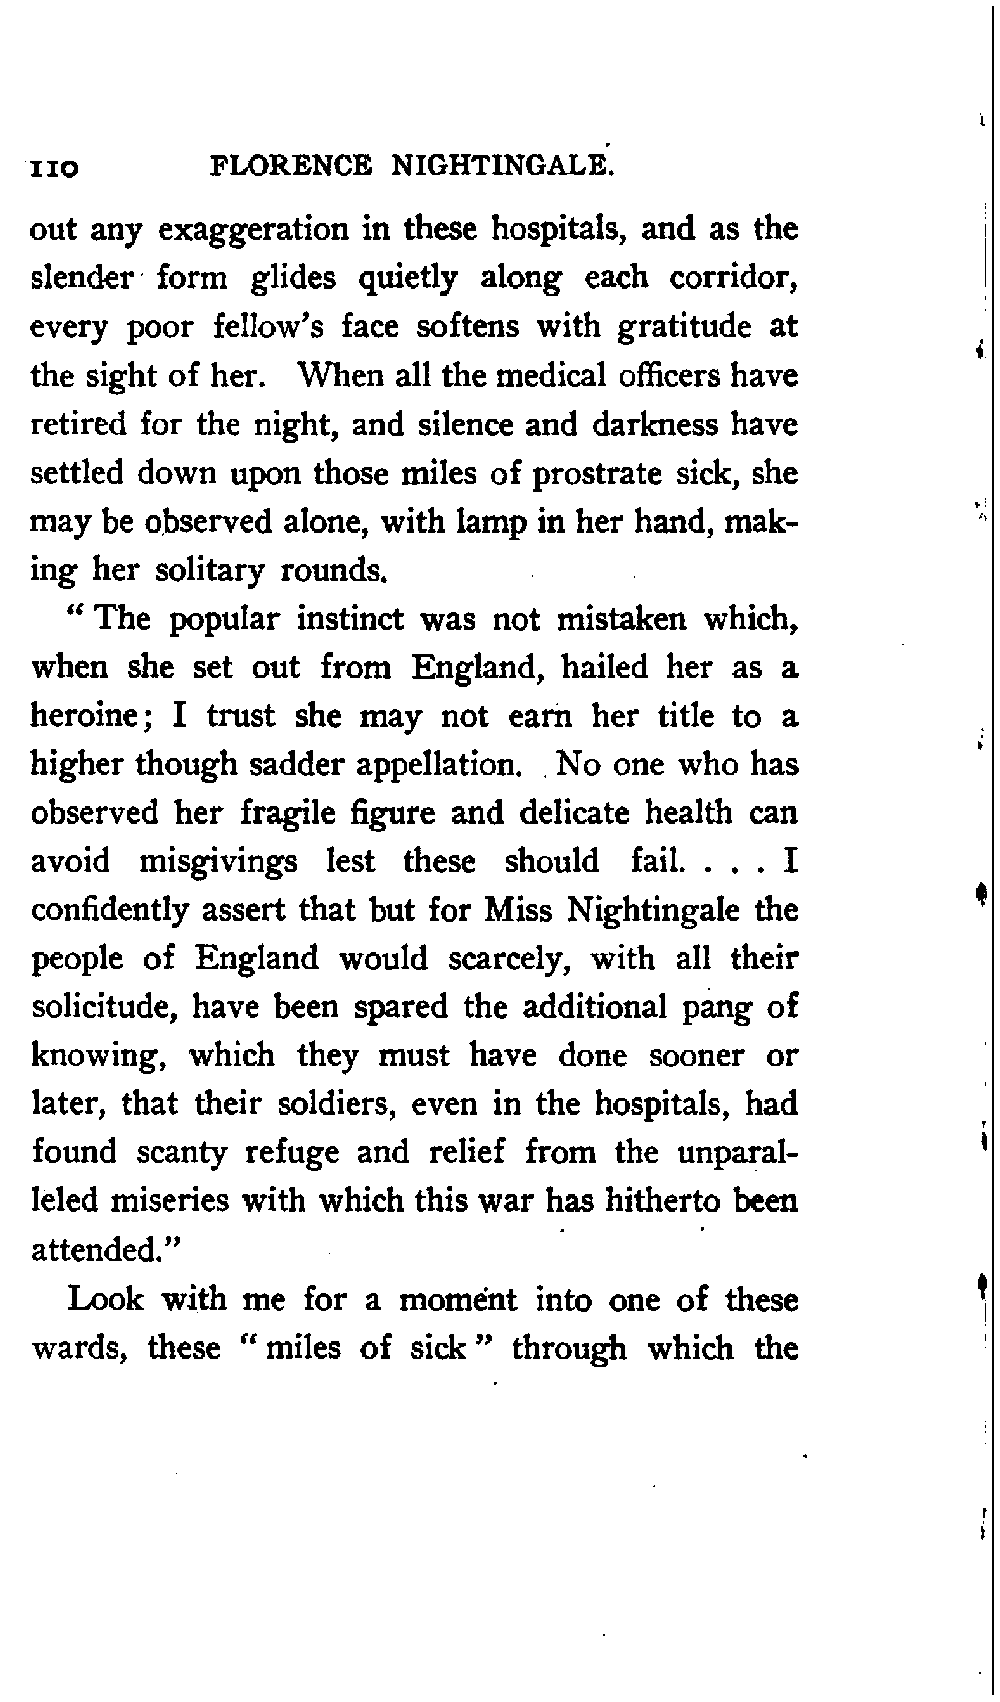 110 FLORENCE NIGHTINGALE.
out any exaggeration in these hospitals, and as the
slender form glides quietly along each corridor,
every poor fellow's face softens with gratitude at
the sight of her. When all the medical officers have
retired for the night, and silence and darkness have
settled down upon those miles of prostrate sick, she
may be observed alone, with lamp in her hand, mak-
ing her solitary rounds.
" The popular instinct was not mistaken which,
when she set out from England, hailed her as a
heroine; I trust she may not earn her title to a
higher though sadder appellation. No one who has
observed her fragile figure and delicate health can
avoid misgivings lest these should fail. . . . I
confidently assert that but for Miss Nightingale the
people of England would scarcely, with all their
solicitude, have been spared the additional pang of
knowing, which they must have done sooner or
later, that their soldiers, even in the hospitals, had
found scanty refuge and relief from the unparal-
leled miseries with which this war has hitherto been
attended."
Look with me for a moment into one of these
wards, these " miles of sick " through which the